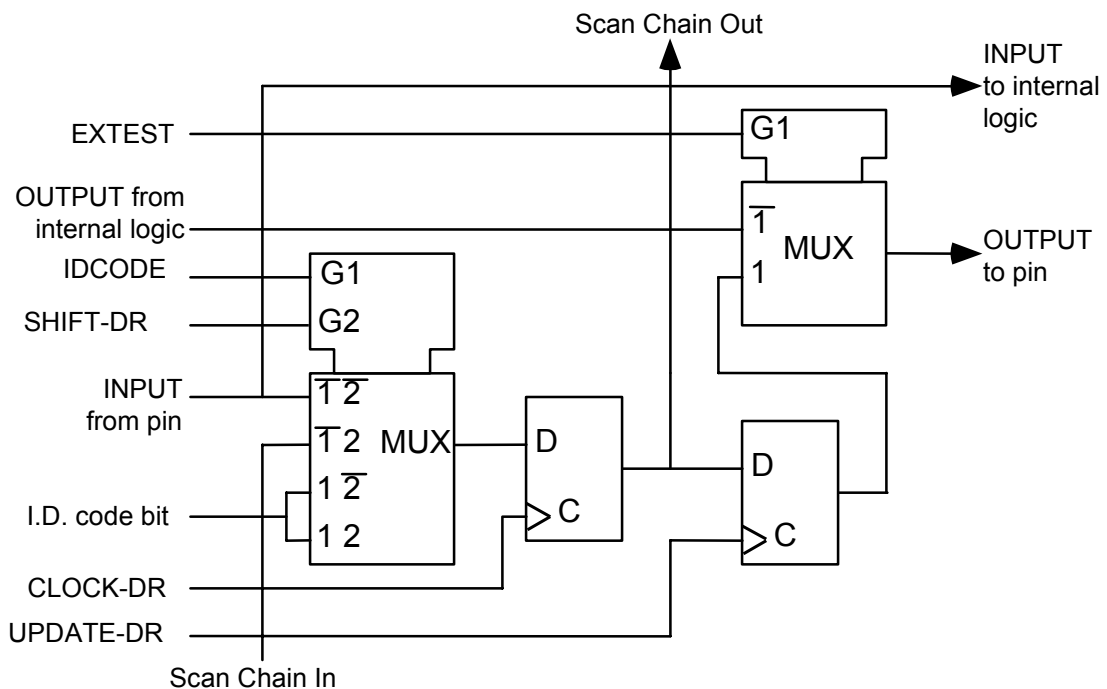 Scan Chain Out
INPUT
to internal
logic
EXTEST
G1
OUTPUT from
internal logic
1
MUX
1
OUTPUT
to pin
IDCODE
G1
SHIFT-DR
G2
INPUT
from pin
1̅ 2̅
1̅ 2
MUX
1 2̅
1 2
D
C
D
C
I.D. code bit
CLOCK-DR
UPDATE-DR
Scan Chain In